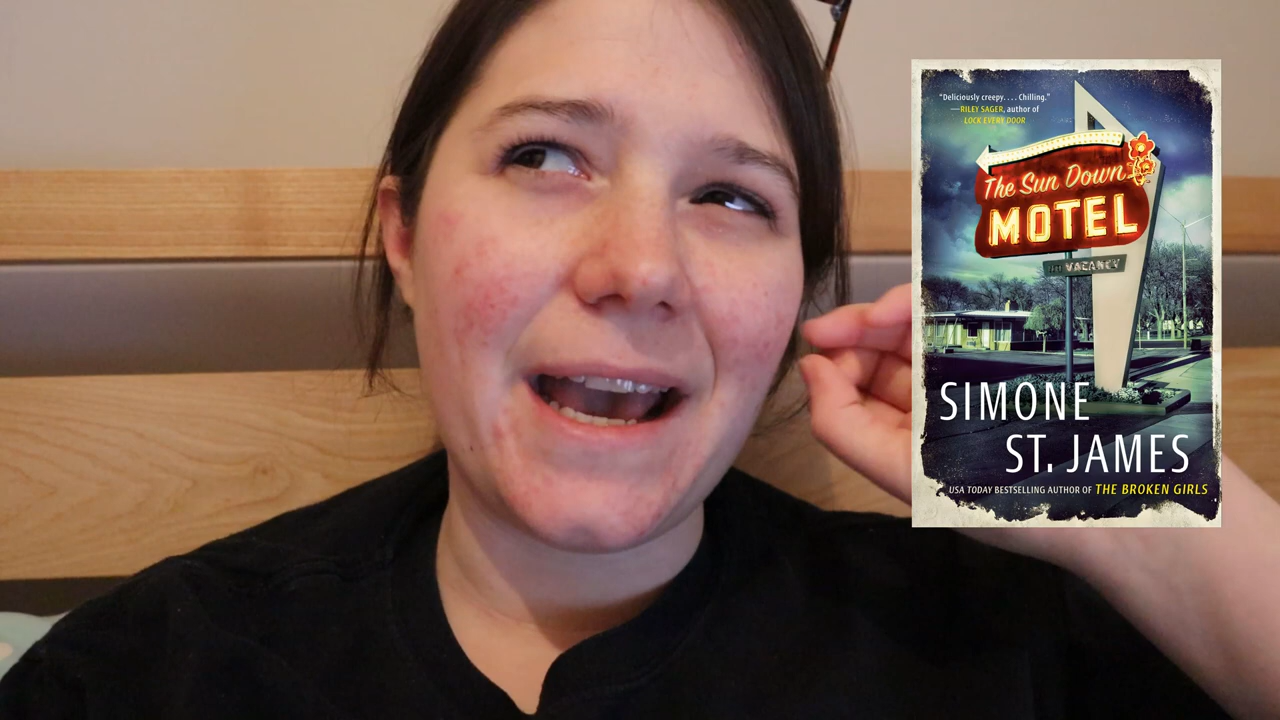 "Deliciously creepy. . . . Chilling."
—RILEY SAGER, author of
LOCK EVERY DOOR
The Sun Down
MOTEL
VACANCY
SIMONE
ST. JAMES
USA TODAY BESTSELLING AUTHOR OF THE BROKEN GIRLS